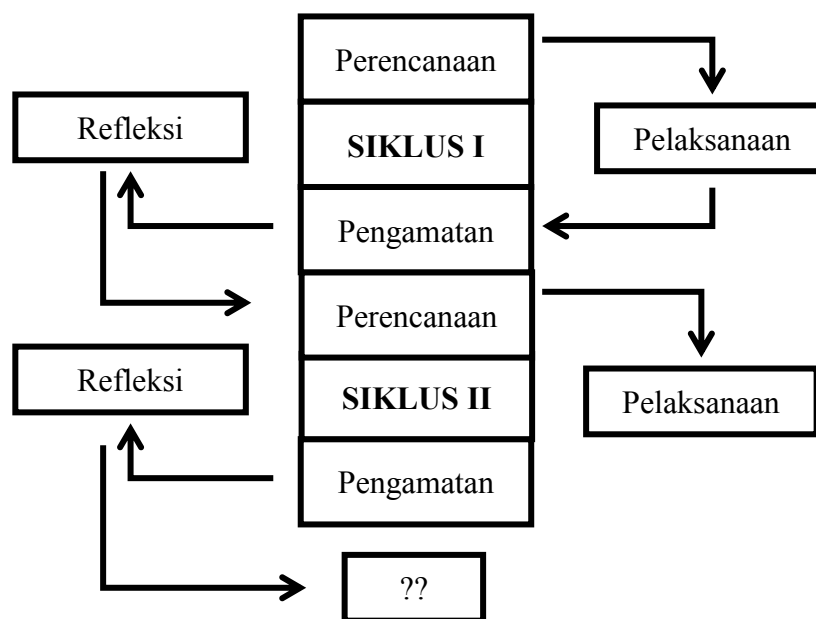 Perencanaan
Refleksi
SIKLUS I
Pelaksanaan
Pengamatan
Perencanaan
Refleksi
SIKLUS II
Pelaksanaan
Pengamatan
??